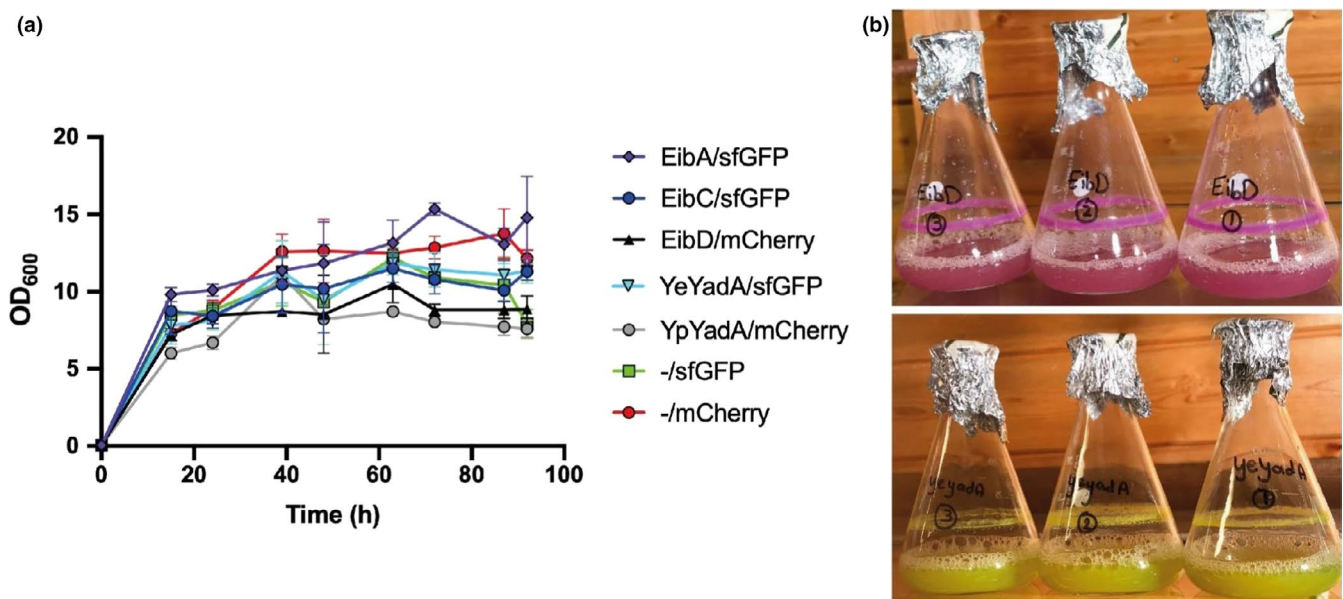 (a)
20
15
10
5
0
OD600
0
20
40
60
80
100
Time (h)
EibA/sfGFP
EibC/sfGFP
EibD/mCherry
YeYadA/sfGFP
YpYadA/mCherry
-/sfGFP
-/mCherry
(b)
EibD
3
EibD
2
EibD
1
yeyadA
3
yeyadA
2
yeyadA
1